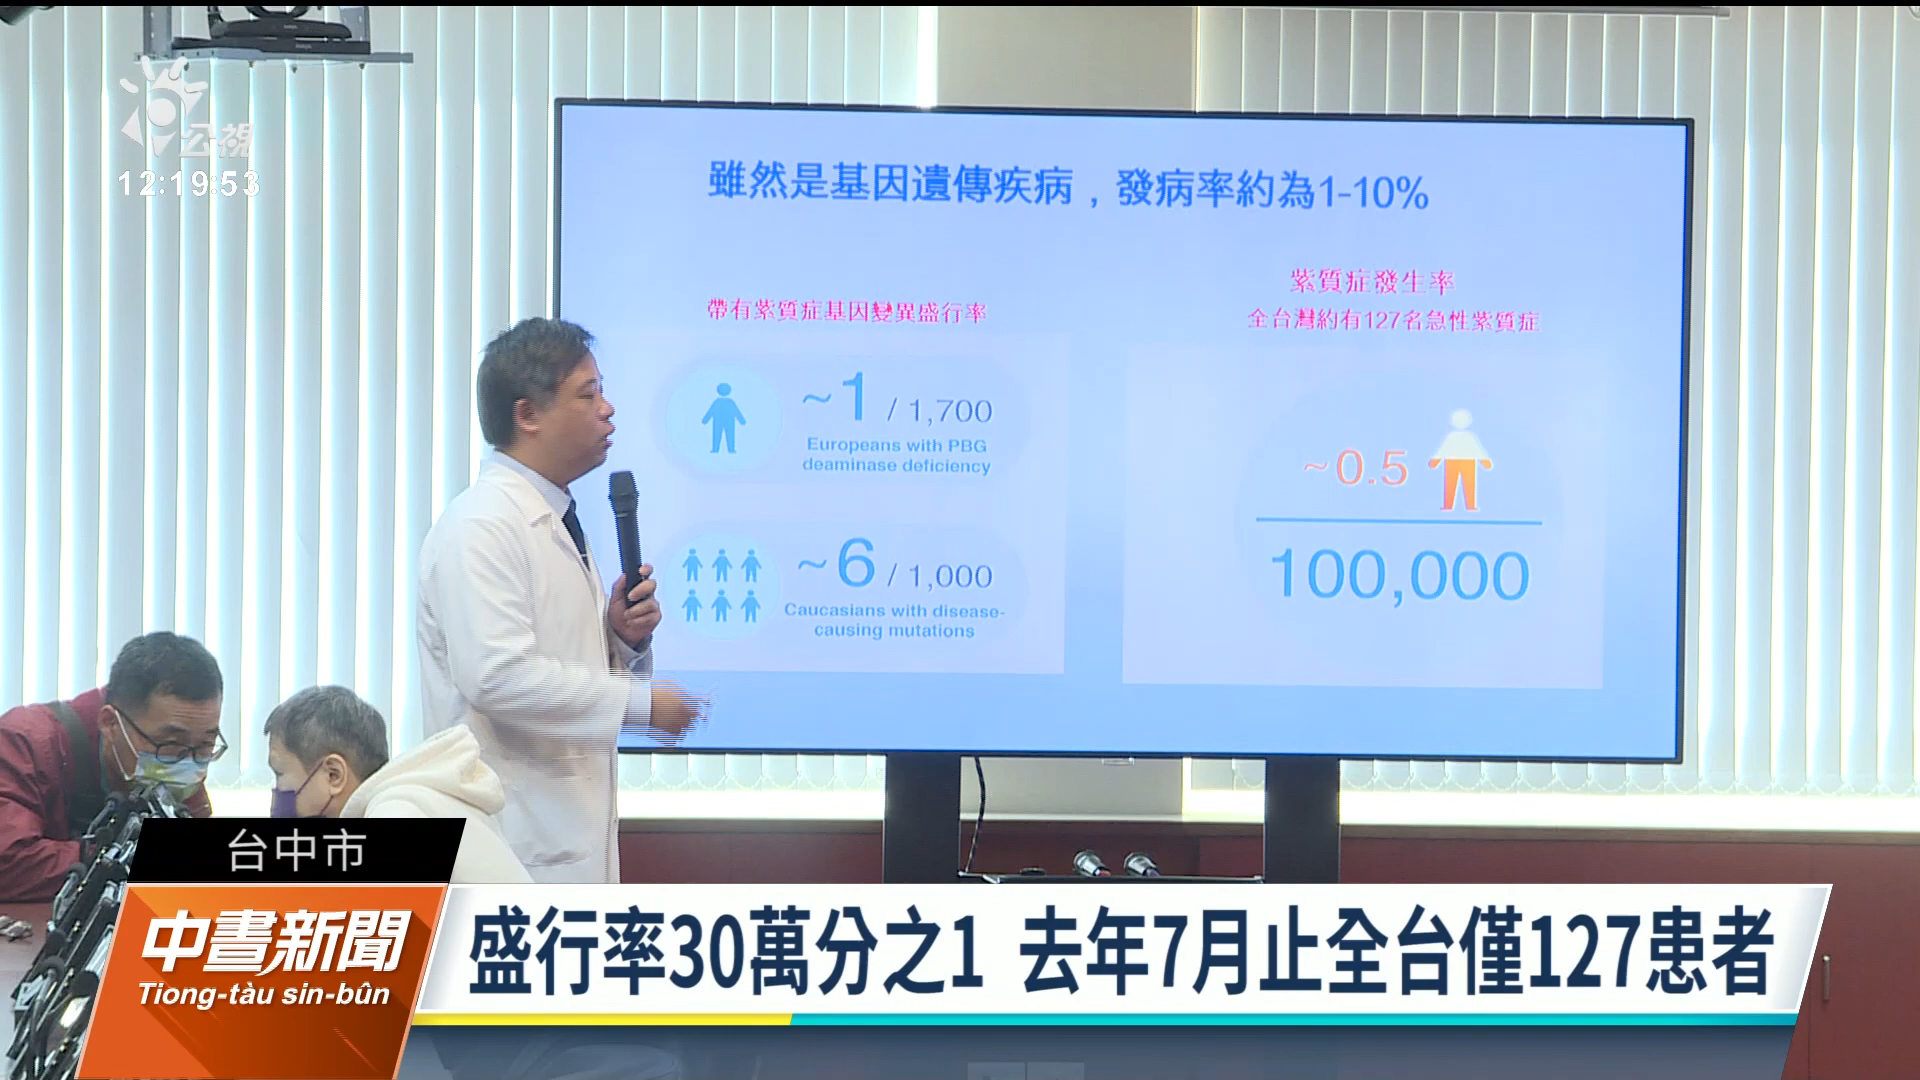 公視
12:19:53
雖然是基因遺傳疾病，發病率約為1-10%
帶有紫質症基因變異盛行率
~1 / 1,700
Europeans with PBG
deaminase deficiency
~6 / 1,000
Caucasians with disease-
causing mutations
紫質症發生率
全台灣約有127名急性紫質症
~0.5
100,000
台中市
中晝新聞
Tiong-tàu sin-bûn
盛行率30萬分之1 去年7月止全台僅127患者